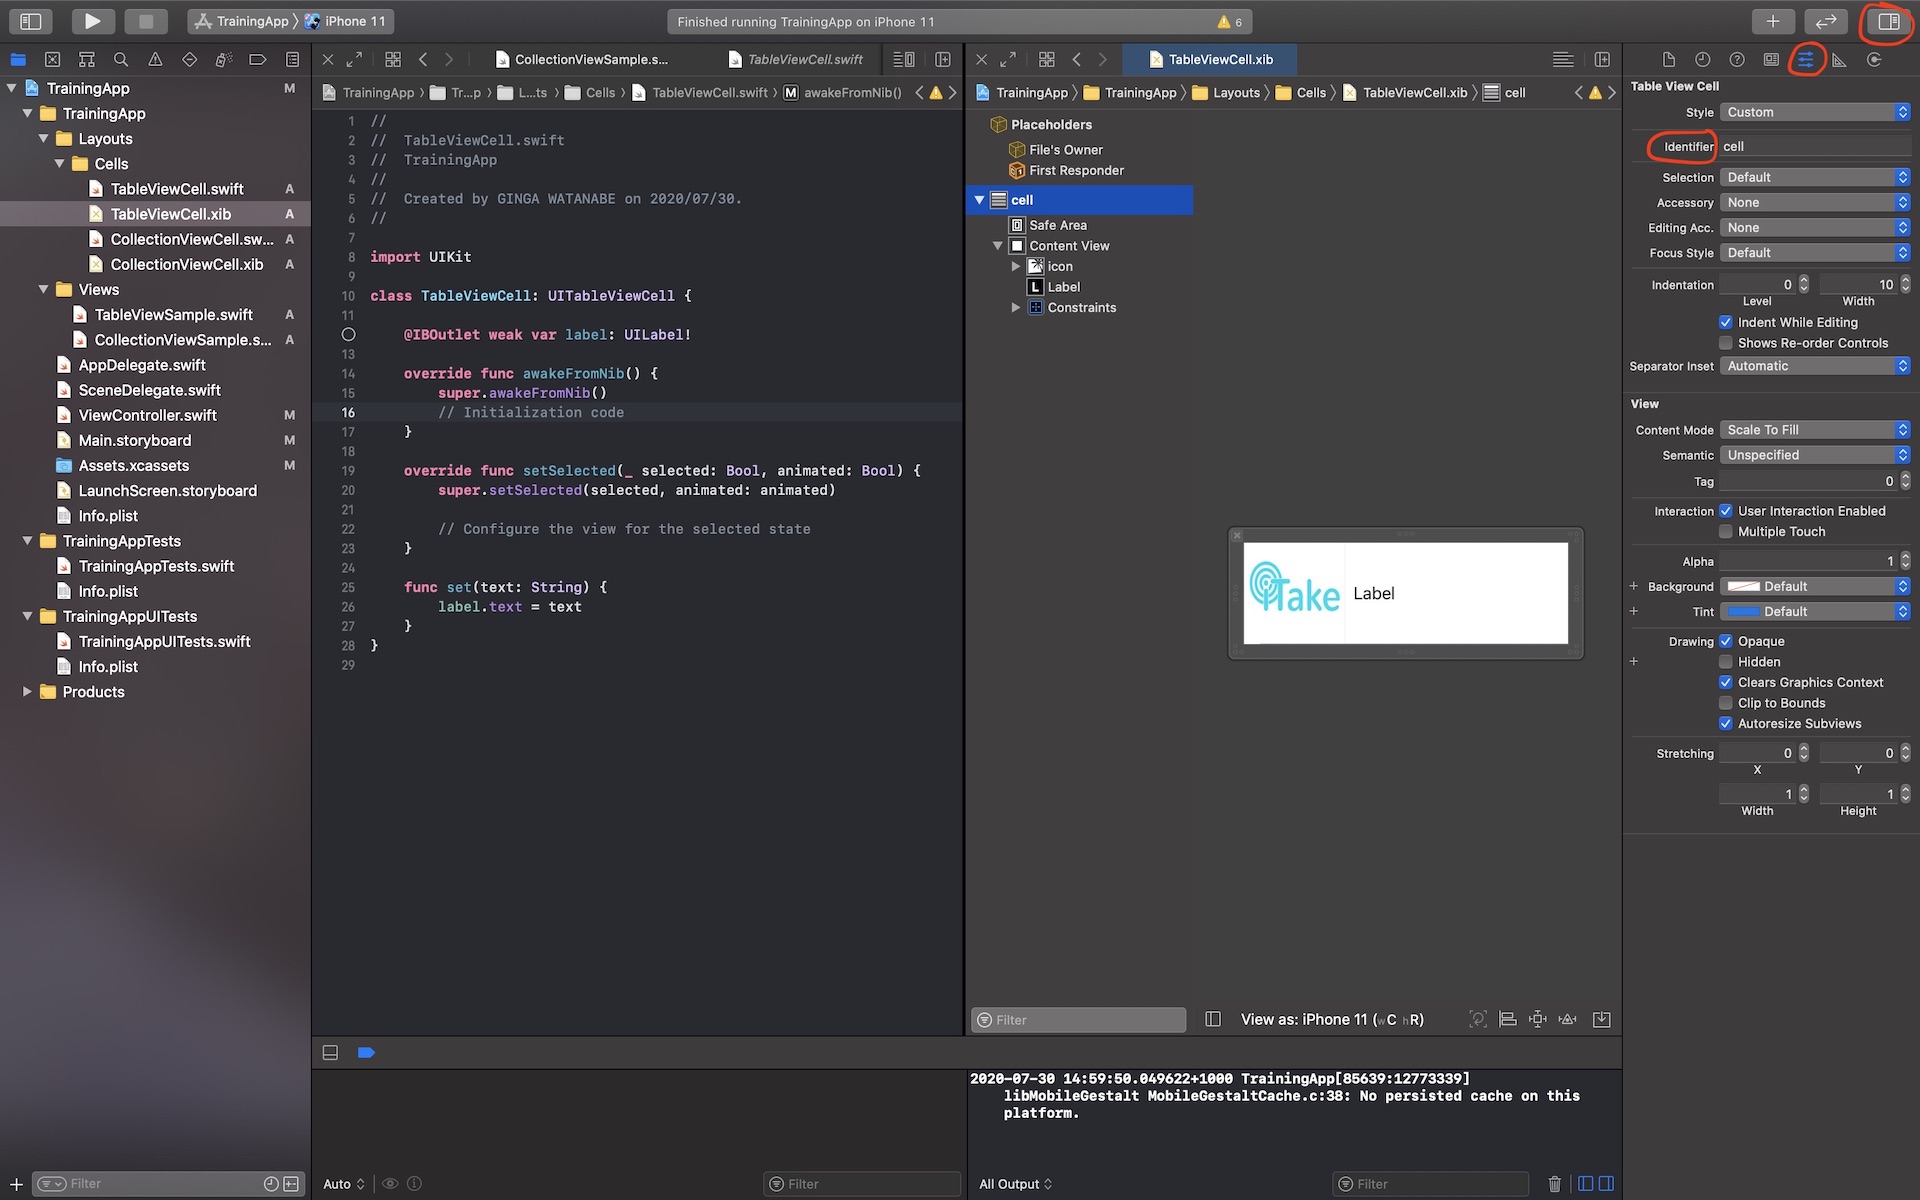 TrainingApp 〉 iPhone 11
Finished running TrainingApp on iPhone 11
6
TrainingApp M
TrainingApp
Layouts
Cells
TableViewCell.swift A
TableViewCell.xib A
CollectionViewCell.sw... A
CollectionViewCell.xib A
Views
TableViewSample.swift A
CollectionViewSample.s... A
AppDelegate.swift
SceneDelegate.swift
ViewController.swift M
Main.storyboard M
Assets.xcassets M
LaunchScreen.storyboard
Info.plist
TrainingAppTests
TrainingAppTests.swift
Info.plist
TrainingAppUITests
TrainingAppUITests.swift
Info.plist
Products
Filter
CollectionViewSample.s... TableViewCell.swift
TrainingApp 〉 Tr...p 〉 L...ts 〉 Cells 〉 TableViewCell.swift 〉 M awakeFromNib()
1 //
2 //  TableViewCell.swift
3 //  TrainingApp
4 //
5 //  Created by GINGA WATANABE on 2020/07/30.
6 //
7
8 import UIKit
9
10 class TableViewCell: UITableViewCell {
11
@IBOutlet weak var label: UILabel!
13
14 override func awakeFromNib() {
15 super.awakeFromNib()
16 // Initialization code
17 }
18
19 override func setSelected(_ selected: Bool, animated: Bool) {
20 super.setSelected(selected, animated: animated)
21
22 // Configure the view for the selected state
23 }
24
25 func set(text: String) {
26 label.text = text
27 }
28 }
29
TableViewCell.xib
TrainingApp 〉 TrainingApp 〉 Layouts 〉 Cells 〉 TableViewCell.xib 〉 cell
Placeholders
File's Owner
First Responder
cell
Safe Area
Content View
icon
L Label
Constraints
iTake Label
Filter
View as: iPhone 11 (wC hR)
Table View Cell
Style Custom
Identifier cell
Selection Default
Accessory None
Editing Acc. None
Focus Style Default
Indentation 0 10
Level Width
Indent While Editing
Shows Re-order Controls
Separator Inset Automatic
View
Content Mode Scale To Fill
Semantic Unspecified
Tag 0
Interaction User Interaction Enabled
Multiple Touch
Alpha 1
+ Background Default
+ Tint Default
Drawing Opaque
+ Hidden
Clears Graphics Context
Clip to Bounds
Autoresize Subviews
Stretching 0 0
X Y
1 1
Width Height
Auto
Filter
2020-07-30 14:59:50.049622+1000 TrainingApp[85639:12773339]
libMobileGestalt MobileGestaltCache.c:38: No persisted cache on this
platform.
All Output
Filter